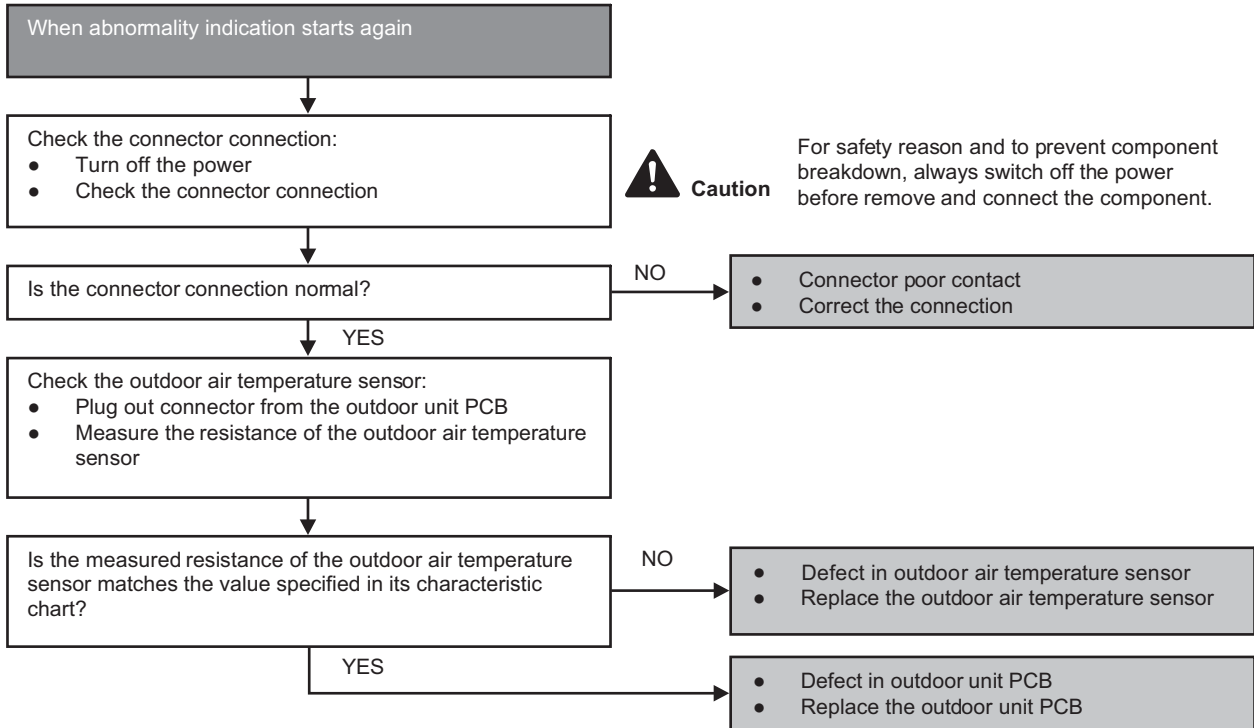 When abnormality indication starts again
Check the connector connection:
● Turn off the power
● Check the connector connection
Caution
For safety reason and to prevent component
breakdown, always switch off the power
before remove and connect the component.
Is the connector connection normal?
NO
● Connector poor contact
● Correct the connection
YES
Check the outdoor air temperature sensor:
● Plug out connector from the outdoor unit PCB
● Measure the resistance of the outdoor air temperature
sensor
Is the measured resistance of the outdoor air temperature
sensor matches the value specified in its characteristic
chart?
NO
● Defect in outdoor air temperature sensor
● Replace the outdoor air temperature sensor
YES
● Defect in outdoor unit PCB
● Replace the outdoor unit PCB